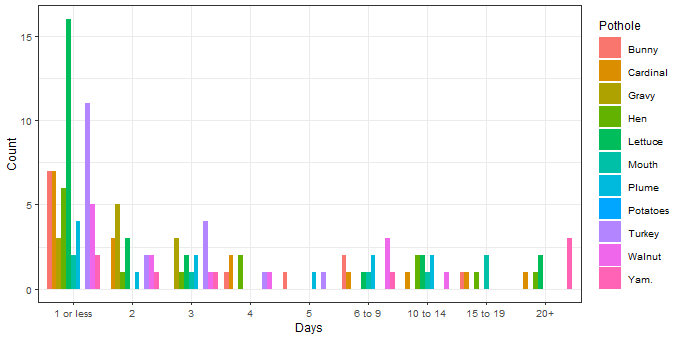 Count
15
10
5
0
1 or less 2 3 4 5 6 to 9 10 to 14 15 to 19 20+
Days
Pothole
Bunny
Cardinal
Gravy
Hen
Lettuce
Mouth
Plume
Potatoes
Turkey
Walnut
Yam.